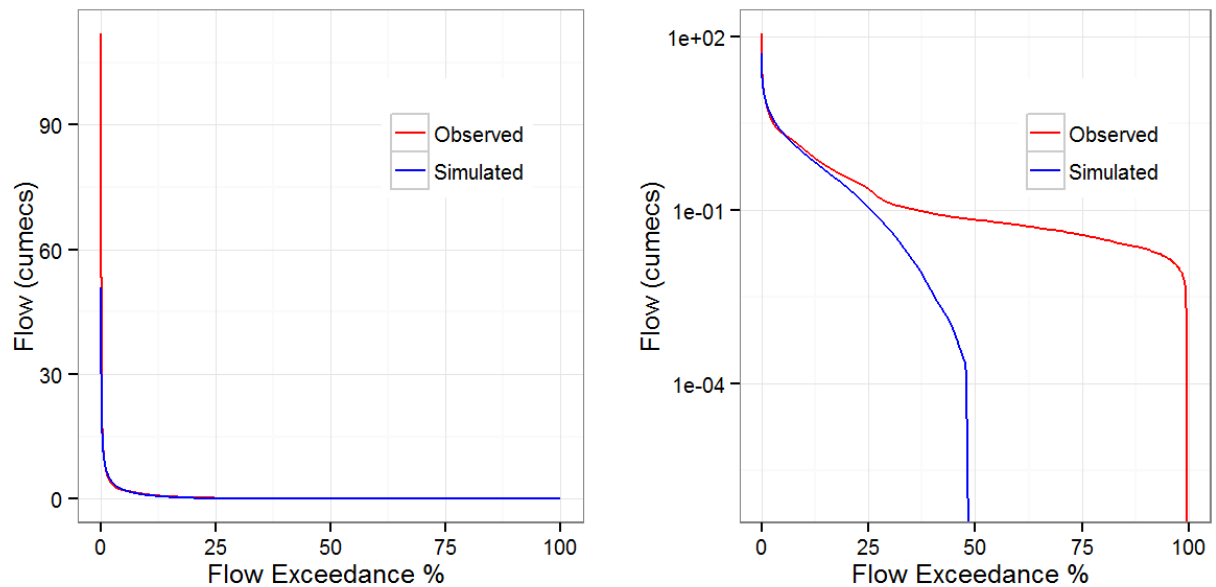 90
60
30
0
Flow (cumecs)
0
25
50
75
100
Flow Exceedance %
Observed
Simulated
1e+02
1e-01
1e-04
Flow (cumecs)
0
25
50
75
100
Flow Exceedance %
Observed
Simulated